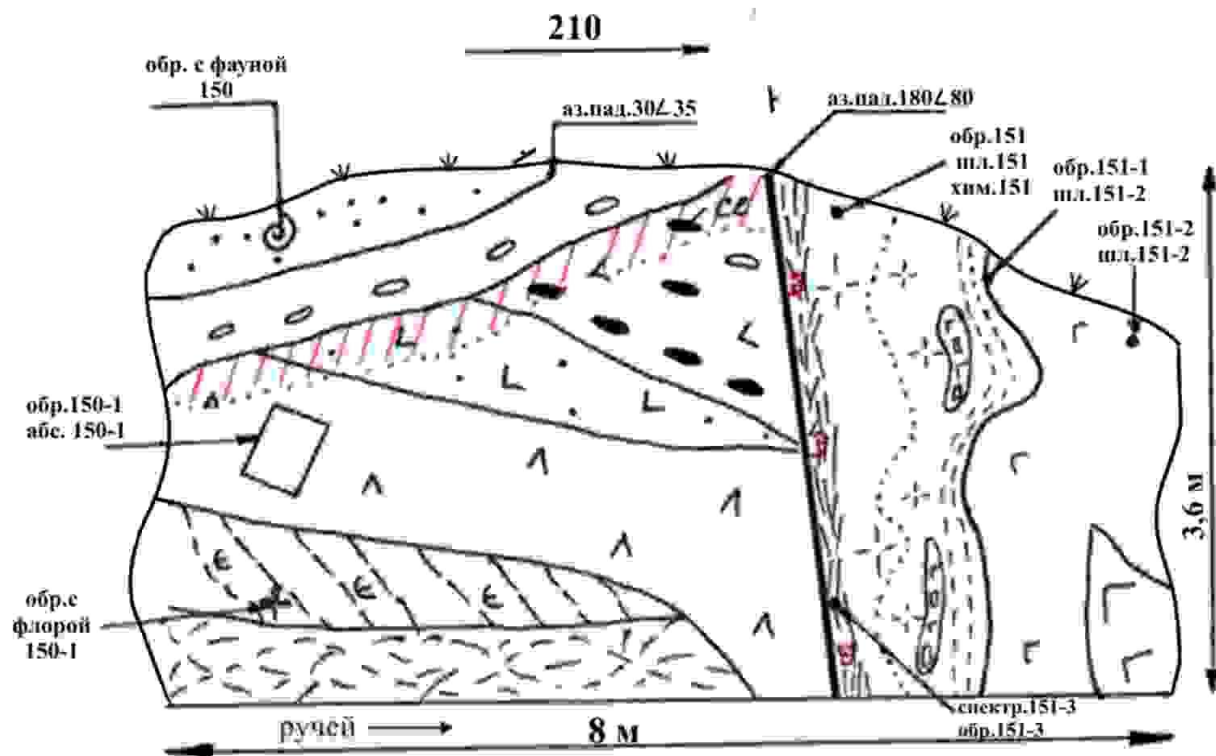 210
обр. с фауной
150
аз.пад.30∠35
аз.пад.180∠80
обр.151
шл.151
хим.151
обр.151-1
шл.151-2
обр.151-2
шл.151-2
обр.150-1
абс. 150-1
обр.с
флорой
150-1
3,6 м
спектр.151-3
обр.151-3
ручей
8 м